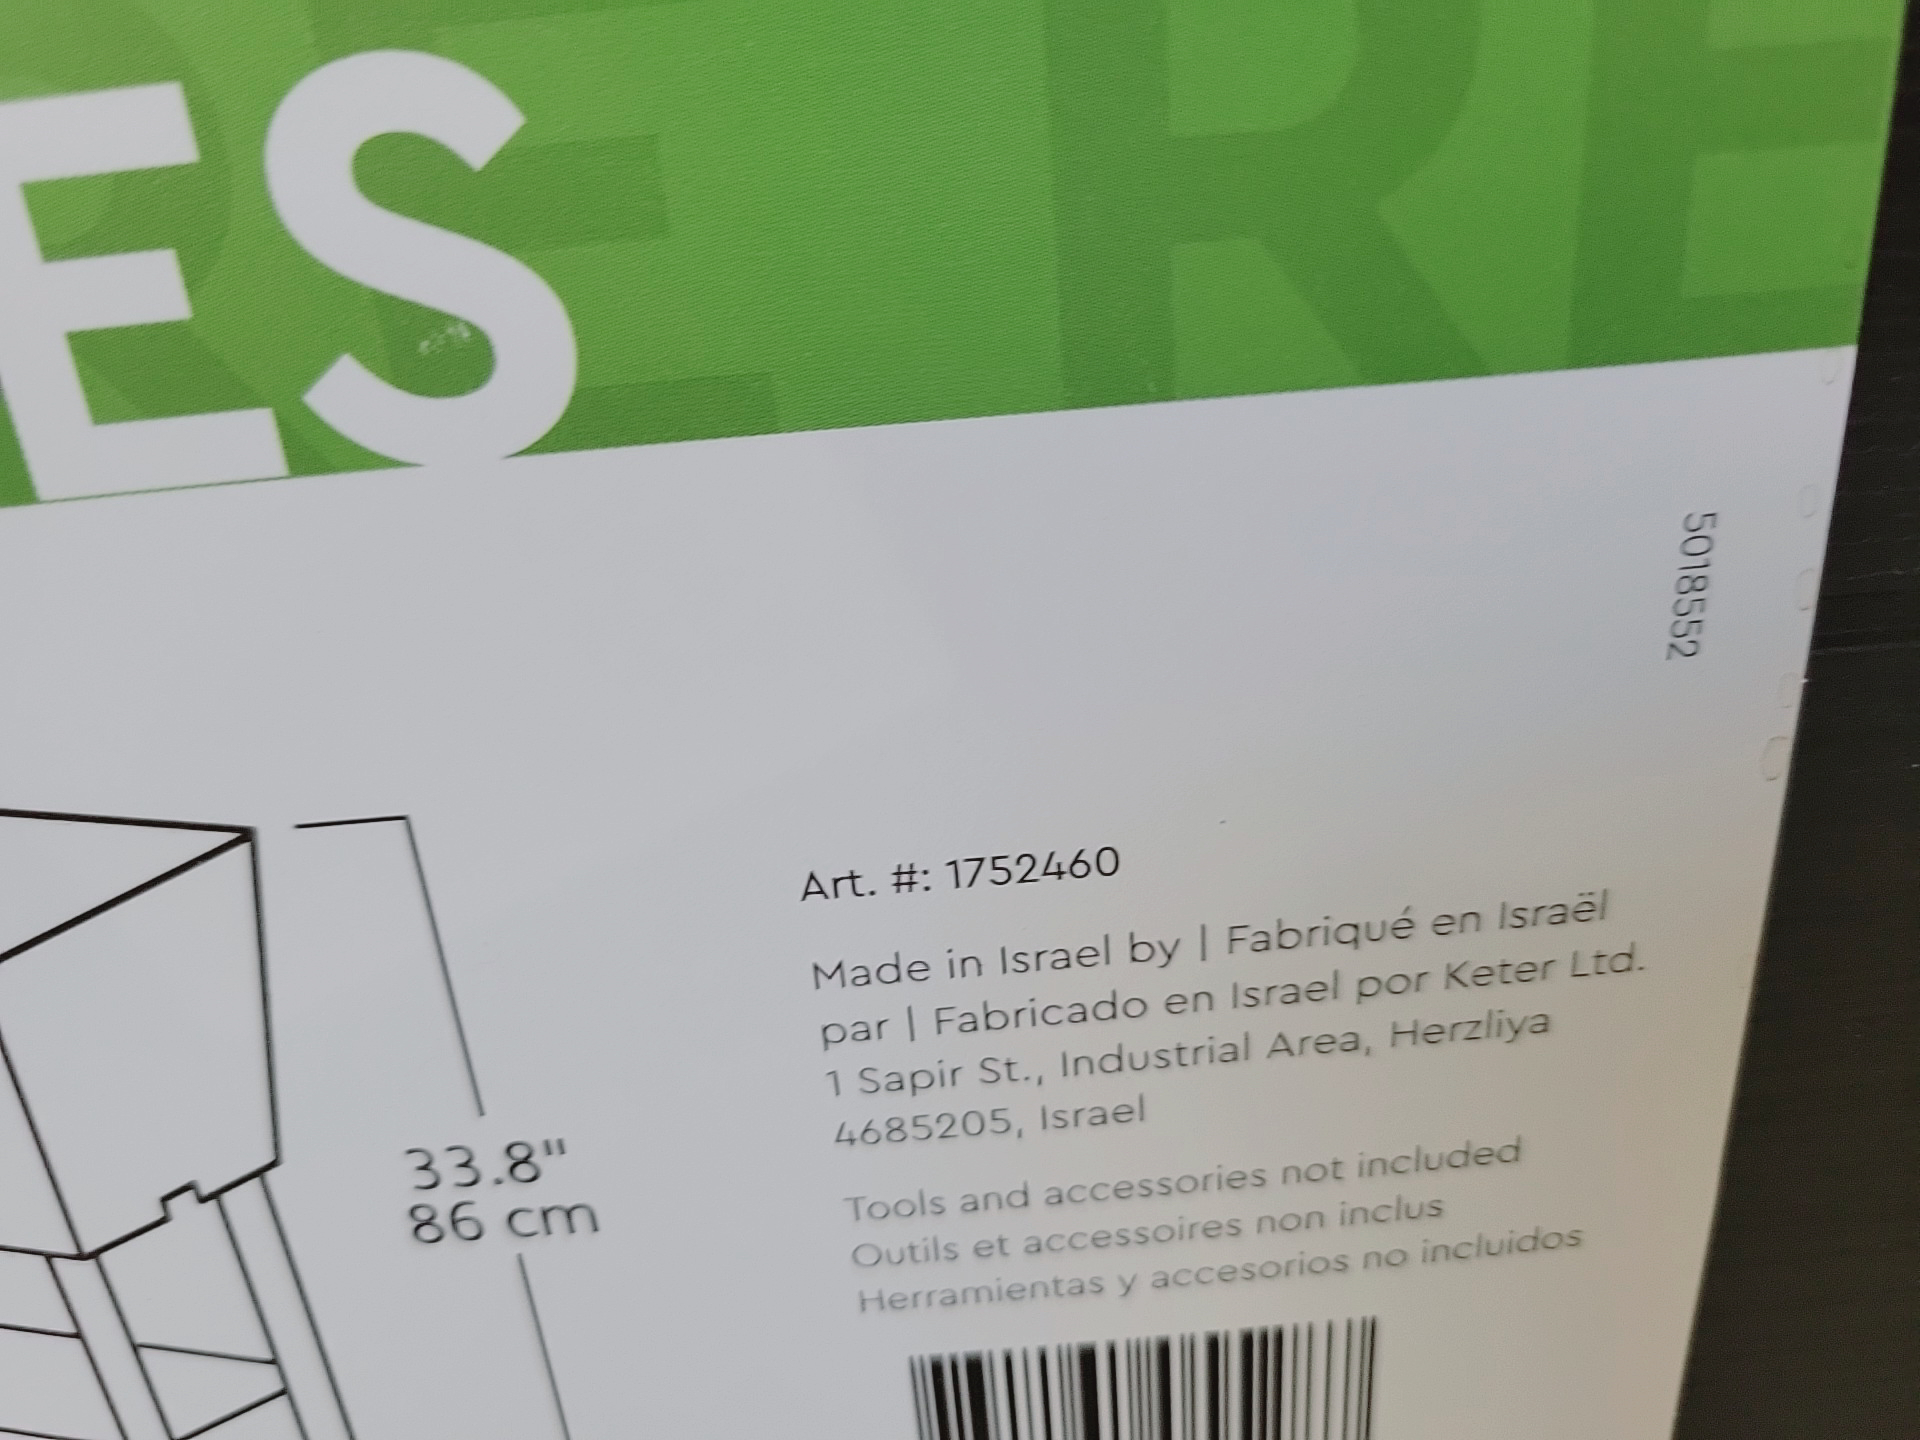 ES
RE
5018552
Art. #: 1752460
Made in Israel by | Fabriqué en Israël
par | Fabricado en Israel por Keter Ltd.
1 Sapir St., Industrial Area, Herzliya
4685205, Israel
33.8"
86 cm
Tools and accessories not included
Outils et accessoires non inclus
Herramientas y accesorios no incluidos